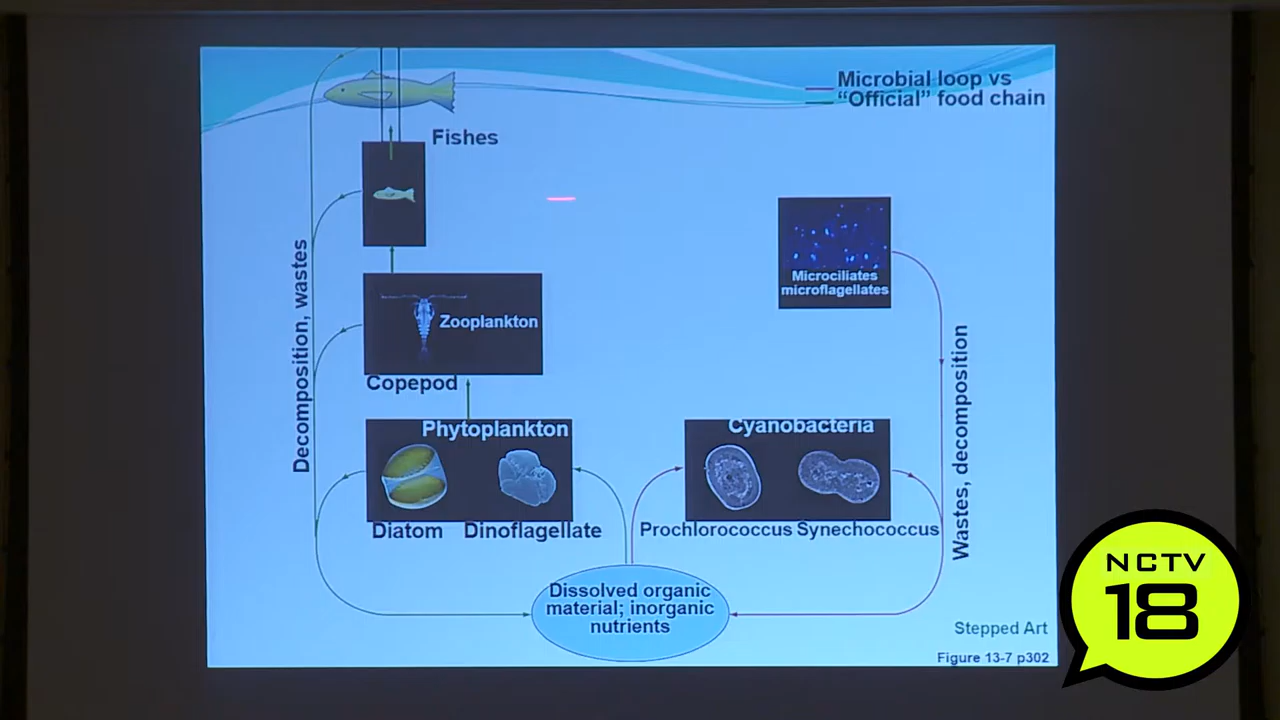 Microbial loop vs
“Official” food chain
Fishes
Microciliates
microflagellates
Decomposition, wastes
Zooplankton
Copepod
Wastes, decomposition
Phytoplankton
Cyanobacteria
Diatom
Dinoflagellate
Prochlorococcus
Synechococcus
Dissolved organic
material; inorganic
nutrients
Stepped Art
Figure 13-7 p302
NCTV
18